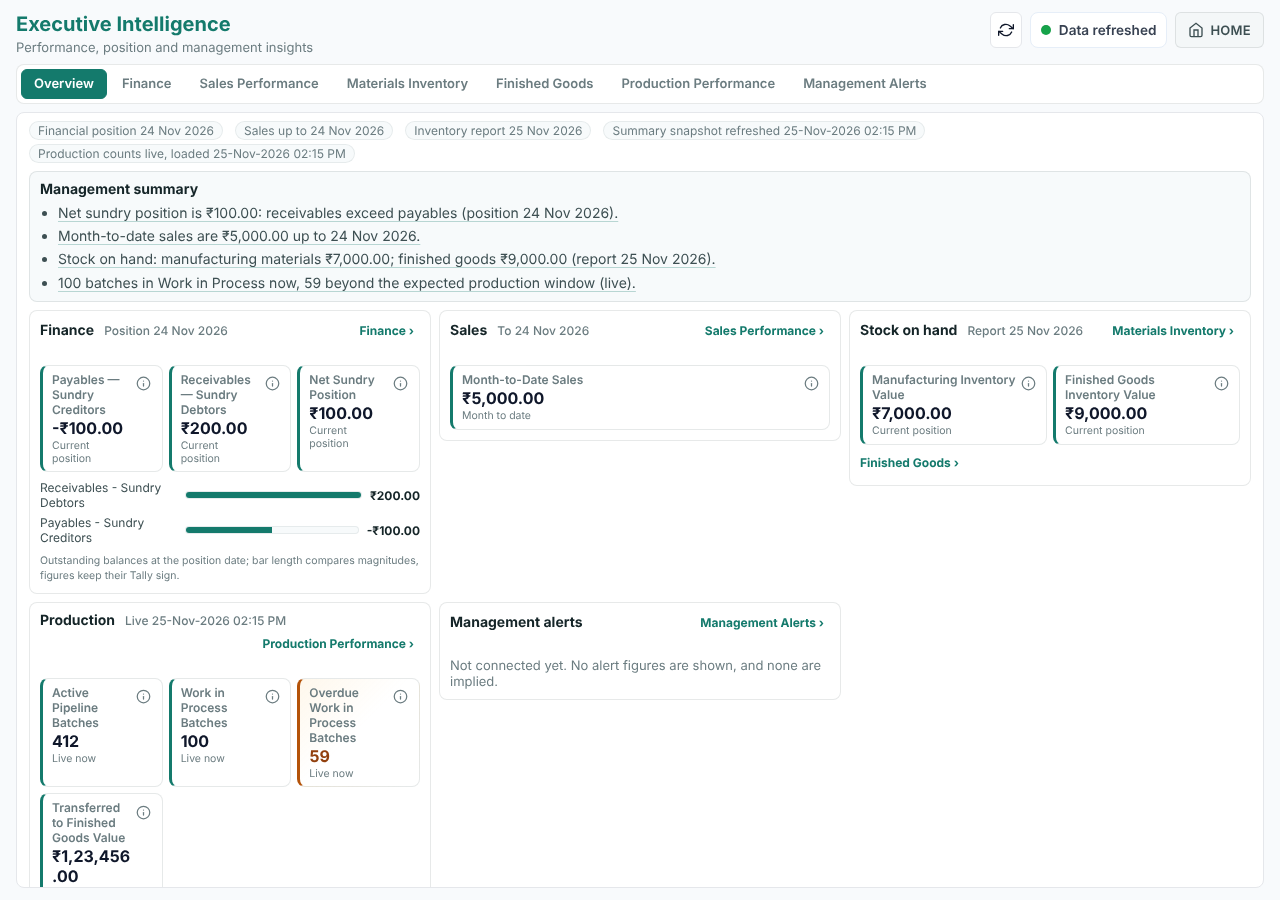 Executive Intelligence
Performance, position and management insights
Data refreshed
HOME
Overview
Finance
Sales Performance
Materials Inventory
Finished Goods
Production Performance
Management Alerts
Financial position 24 Nov 2026
Sales up to 24 Nov 2026
Inventory report 25 Nov 2026
Summary snapshot refreshed 25-Nov-2026 02:15 PM
Production counts live, loaded 25-Nov-2026 02:15 PM
Management summary
Net sundry position is ₹100.00: receivables exceed payables (position 24 Nov 2026).
Month-to-date sales are ₹5,000.00 up to 24 Nov 2026.
Stock on hand: manufacturing materials ₹7,000.00; finished goods ₹9,000.00 (report 25 Nov 2026).
100 batches in Work in Process now, 59 beyond the expected production window (live).
Finance Position 24 Nov 2026
Finance ›
Payables —
Sundry
Creditors
-₹100.00
Current
position
Receivables
— Sundry
Debtors
₹200.00
Current
position
Net Sundry
Position
₹100.00
Current
position
Receivables - Sundry
Debtors
₹200.00
Payables - Sundry
Creditors
-₹100.00
Outstanding balances at the position date; bar length compares magnitudes,
figures keep their Tally sign.
Sales To 24 Nov 2026
Sales Performance ›
Month-to-Date Sales
₹5,000.00
Month to date
Stock on hand Report 25 Nov 2026
Materials Inventory ›
Manufacturing Inventory
Value
₹7,000.00
Current position
Finished Goods
Inventory Value
₹9,000.00
Current position
Finished Goods ›
Production Live 25-Nov-2026 02:15 PM
Production Performance ›
Active
Pipeline
Batches
412
Live now
Work in
Process
Batches
100
Live now
Overdue
Work in
Process
Batches
59
Live now
Transferred
to Finished
Goods Value
₹1,23,456
.00
Management alerts
Management Alerts ›
Not connected yet. No alert figures are shown, and none are
implied.